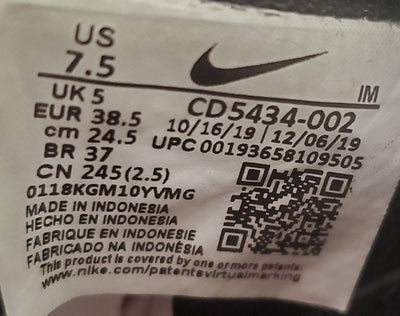 US
7.5
IM
UK 5
CD5434-002
EUR 38.5
10/16/19 | 12/06/19
cm 24.5
UPC 00193658109505
BR 37
CN 245(2.5)
0118KGM10YVMG
MADE IN INDONESIA
HECHO EN INDONESIA
FABRIQUE EN INDONESIE
FABRICADO NA INDONÉSIA
This product is covered by one or more patents:
www.nike.com/patentsvirtualmarking